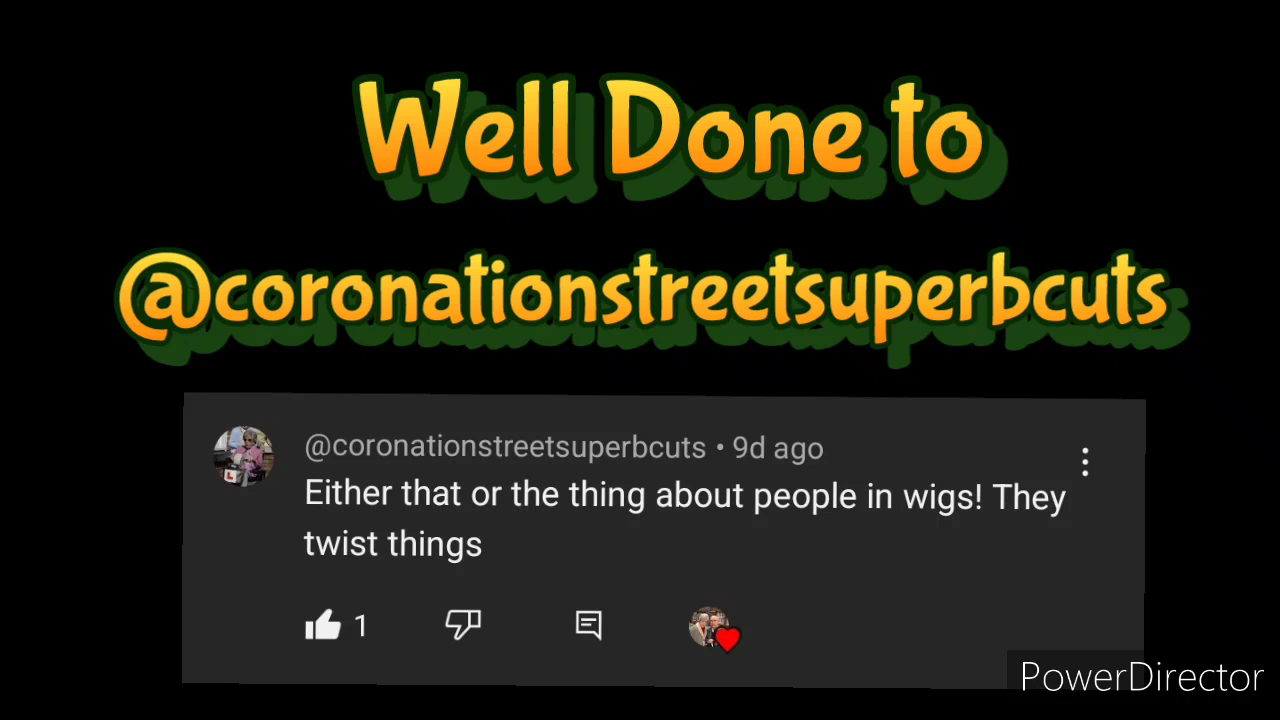 Well Done to
@coronationstreetsuperbcuts
@coronationstreetsuperbcuts • 9d ago
Either that or the thing about people in wigs! They
twist things
1
PowerDirector